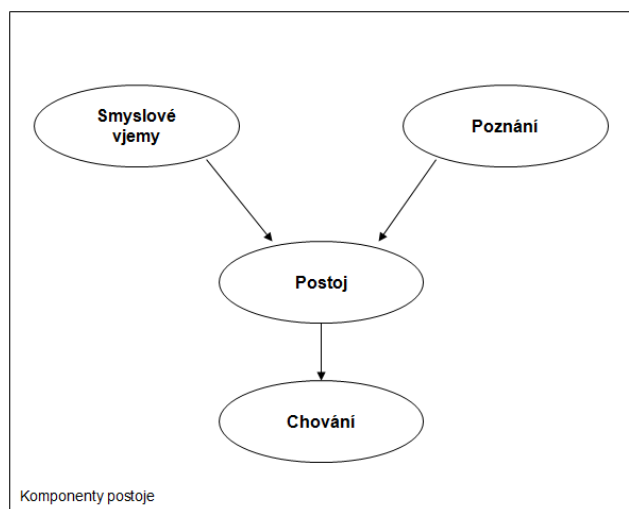 Smyslové
vjemy
Poznání
Postoj
Chování
Komponenty postoje